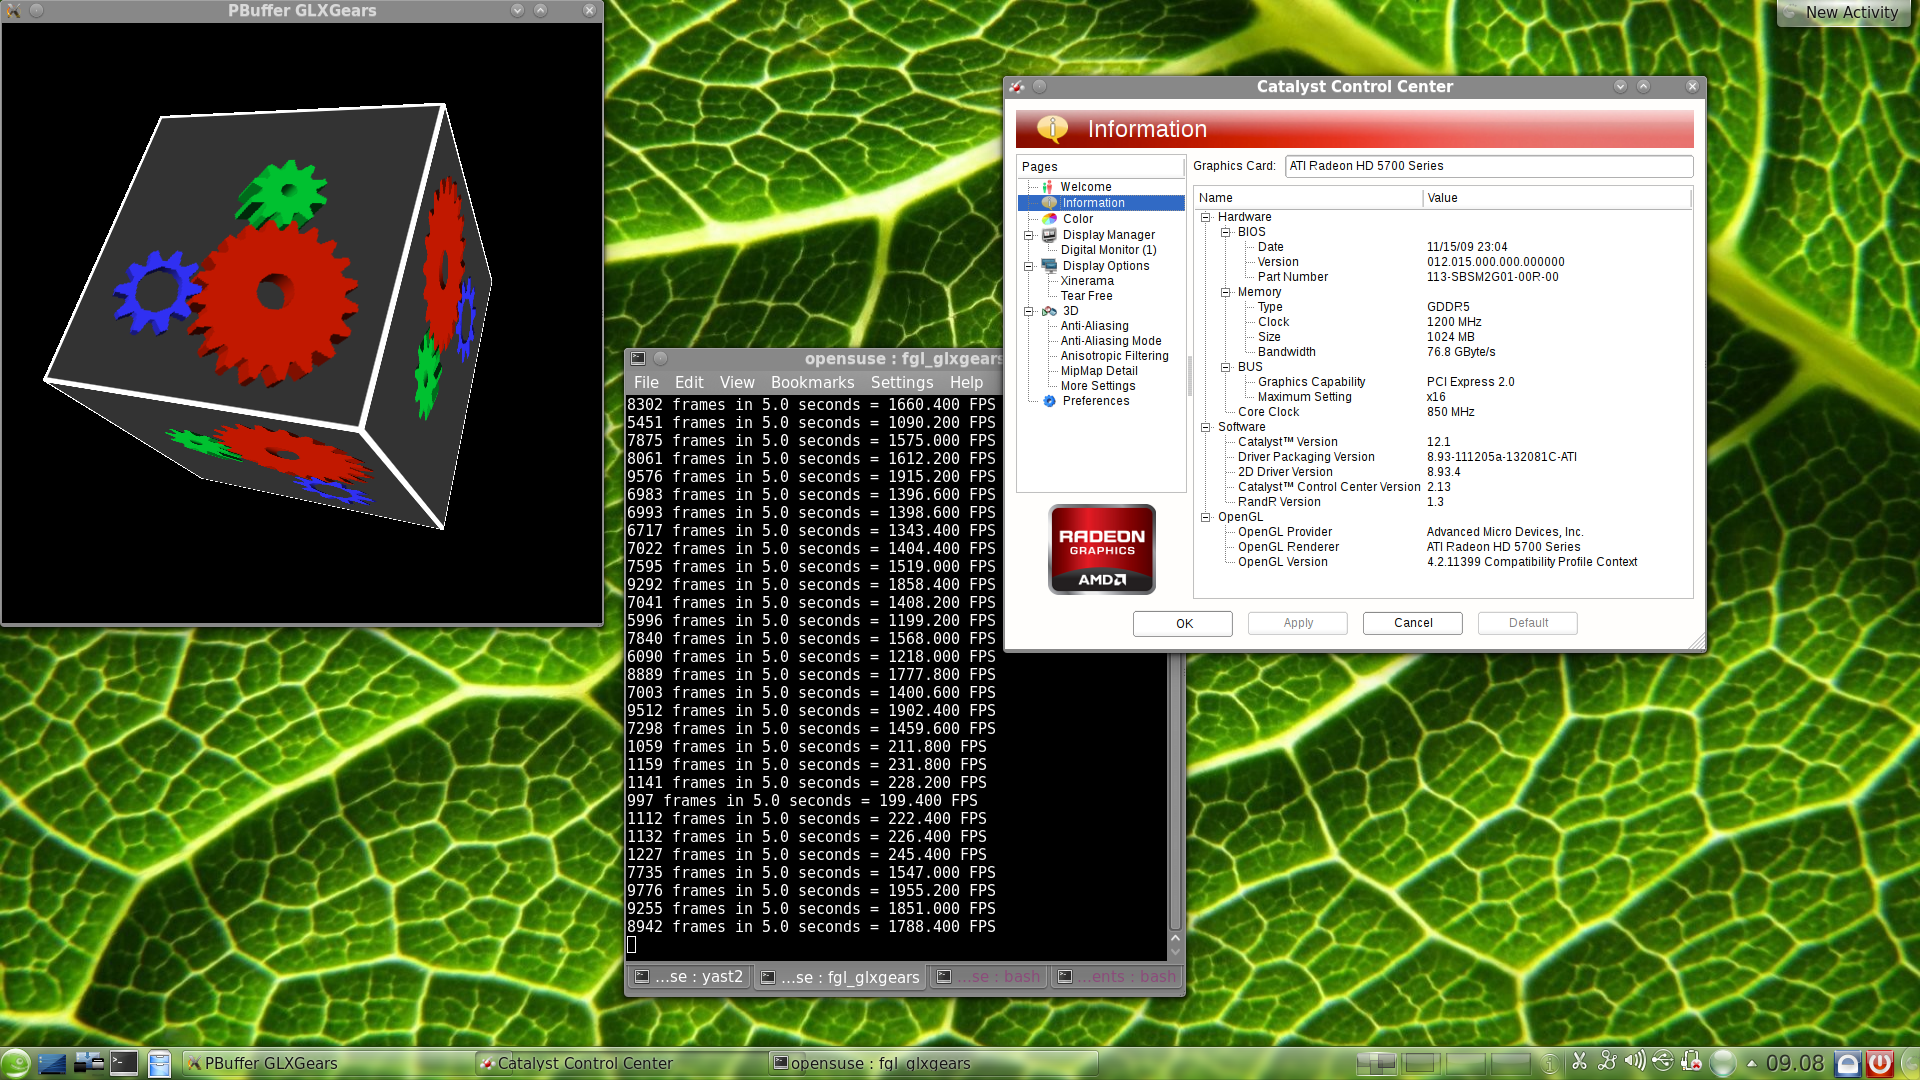 PBuffer GLXGears
New Activity
Catalyst Control Center
Information
Pages
Welcome
Information
Color
Display Manager
Digital Monitor (1)
Display Options
Xinerama
Tear Free
3D
Anti-Aliasing
Anti-Aliasing Mode
Anisotropic Filtering
MipMap Detail
More Settings
Preferences
RADEON
GRAPHICS
AMD
Graphics Card: ATI Radeon HD 5700 Series
Name Value
Hardware
BIOS
Date 11/15/09 23:04
Version 012.015.000.000.000000
Part Number 113-SBSM2G01-00R-00
Memory
Type GDDR5
Clock 1200 MHz
Size 1024 MB
Bandwidth 76.8 GByte/s
BUS
Graphics Capability PCI Express 2.0
Maximum Setting x16
Core Clock 850 MHz
Software
Catalyst™ Version 12.1
Driver Packaging Version 8.93-111205a-132081C-ATI
2D Driver Version 8.93.4
Catalyst™ Control Center Version 2.13
RandR Version 1.3
OpenGL
OpenGL Provider Advanced Micro Devices, Inc.
OpenGL Renderer ATI Radeon HD 5700 Series
OpenGL Version 4.2.11399 Compatibility Profile Context
OK Apply Cancel Default
opensuse : fgl_glxgears
File Edit View Bookmarks Settings Help
8302 frames in 5.0 seconds = 1660.400 FPS
5451 frames in 5.0 seconds = 1090.200 FPS
7875 frames in 5.0 seconds = 1575.000 FPS
8061 frames in 5.0 seconds = 1612.200 FPS
9576 frames in 5.0 seconds = 1915.200 FPS
6983 frames in 5.0 seconds = 1396.600 FPS
6993 frames in 5.0 seconds = 1398.600 FPS
6717 frames in 5.0 seconds = 1343.400 FPS
7022 frames in 5.0 seconds = 1404.400 FPS
7595 frames in 5.0 seconds = 1519.000 FPS
9292 frames in 5.0 seconds = 1858.400 FPS
7041 frames in 5.0 seconds = 1408.200 FPS
5996 frames in 5.0 seconds = 1199.200 FPS
7840 frames in 5.0 seconds = 1568.000 FPS
6090 frames in 5.0 seconds = 1218.000 FPS
8889 frames in 5.0 seconds = 1777.800 FPS
7003 frames in 5.0 seconds = 1400.600 FPS
9512 frames in 5.0 seconds = 1902.400 FPS
7298 frames in 5.0 seconds = 1459.600 FPS
1059 frames in 5.0 seconds = 211.800 FPS
1159 frames in 5.0 seconds = 231.800 FPS
1141 frames in 5.0 seconds = 228.200 FPS
997 frames in 5.0 seconds = 199.400 FPS
1112 frames in 5.0 seconds = 222.400 FPS
1132 frames in 5.0 seconds = 226.400 FPS
1227 frames in 5.0 seconds = 245.400 FPS
7735 frames in 5.0 seconds = 1547.000 FPS
9776 frames in 5.0 seconds = 1955.200 FPS
9255 frames in 5.0 seconds = 1851.000 FPS
8942 frames in 5.0 seconds = 1788.400 FPS
...se : yast2 ...se : fgl_glxgears ...se : bash ...ents : bash
PBuffer GLXGears Catalyst Control Center opensuse : fgl_glxgears 09.08